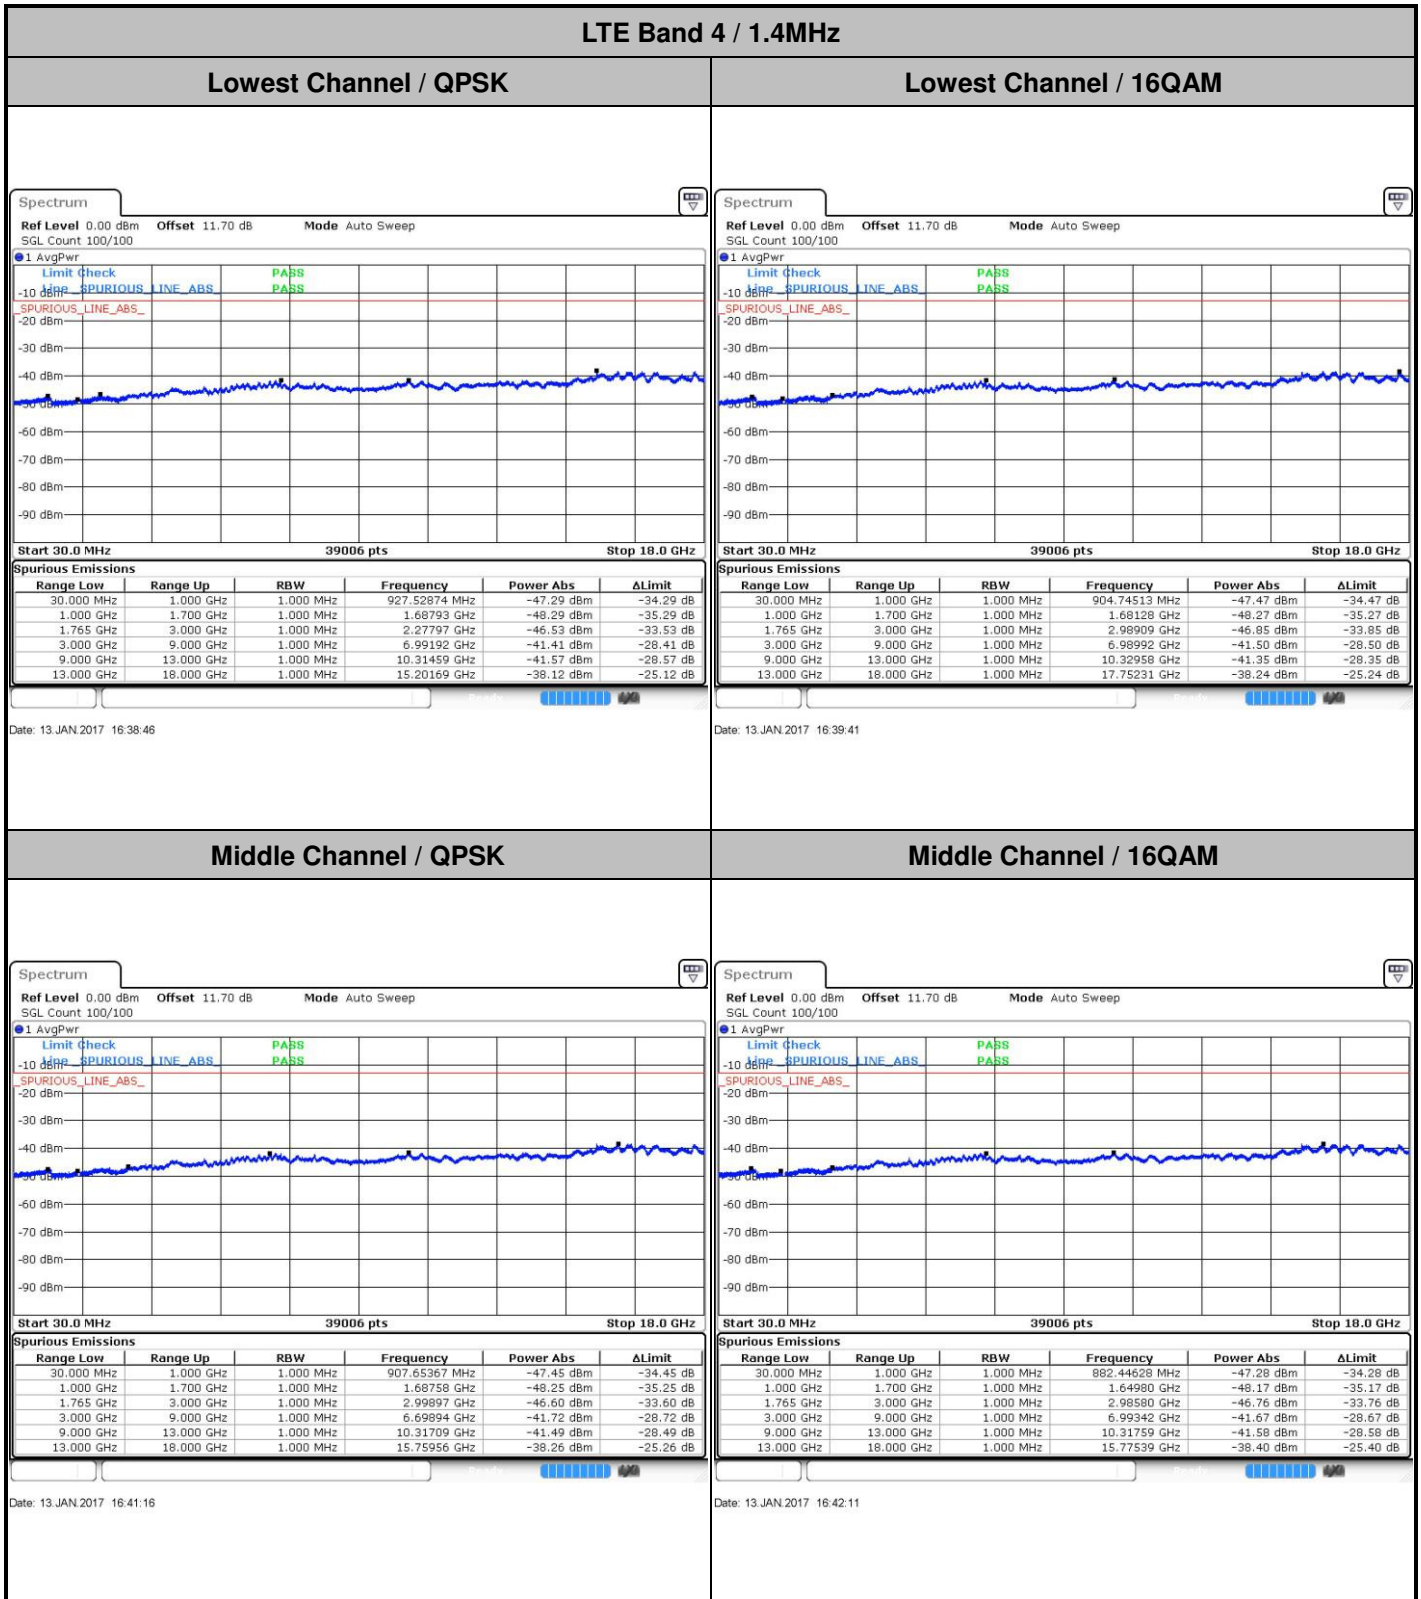 LTE Band 4 / 1.4MHz
Lowest Channel / QPSK
Lowest Channel / 16QAM
Spectrum
Ref Level 0.00 dBm Offset 11.70 dB Mode Auto Sweep
SGL Count 100/100
1 AvgPwr
Limit Check PASS
Line _SPURIOUS_LINE_ABS_ PASS
-10 dBm
_SPURIOUS_LINE_ABS_
-20 dBm
-30 dBm
-40 dBm
-50 dBm
-60 dBm
-70 dBm
-80 dBm
-90 dBm
Start 30.0 MHz 39006 pts Stop 18.0 GHz
Spurious Emissions
Range Low Range Up RBW Frequency Power Abs ΔLimit
30.000 MHz 1.000 GHz 1.000 MHz 927.52874 MHz -47.29 dBm -34.29 dB
1.000 GHz 1.700 GHz 1.000 MHz 1.68793 GHz -48.29 dBm -35.29 dB
1.765 GHz 3.000 GHz 1.000 MHz 2.27797 GHz -46.53 dBm -33.53 dB
3.000 GHz 9.000 GHz 1.000 MHz 6.99192 GHz -41.41 dBm -28.41 dB
9.000 GHz 13.000 GHz 1.000 MHz 10.31459 GHz -41.57 dBm -28.57 dB
13.000 GHz 18.000 GHz 1.000 MHz 15.20169 GHz -38.12 dBm -25.12 dB
Date: 13.JAN.2017 16:38:46
Spectrum
Ref Level 0.00 dBm Offset 11.70 dB Mode Auto Sweep
SGL Count 100/100
1 AvgPwr
Limit Check PASS
Line _SPURIOUS_LINE_ABS_ PASS
-10 dBm
_SPURIOUS_LINE_ABS_
-20 dBm
-30 dBm
-40 dBm
-50 dBm
-60 dBm
-70 dBm
-80 dBm
-90 dBm
Start 30.0 MHz 39006 pts Stop 18.0 GHz
Spurious Emissions
Range Low Range Up RBW Frequency Power Abs ΔLimit
30.000 MHz 1.000 GHz 1.000 MHz 904.74513 MHz -47.47 dBm -34.47 dB
1.000 GHz 1.700 GHz 1.000 MHz 1.68128 GHz -48.27 dBm -35.27 dB
1.765 GHz 3.000 GHz 1.000 MHz 2.98909 GHz -46.85 dBm -33.85 dB
3.000 GHz 9.000 GHz 1.000 MHz 6.98992 GHz -41.50 dBm -28.50 dB
9.000 GHz 13.000 GHz 1.000 MHz 10.32958 GHz -41.35 dBm -28.35 dB
13.000 GHz 18.000 GHz 1.000 MHz 17.75231 GHz -38.24 dBm -25.24 dB
Date: 13.JAN.2017 16:39:41
Middle Channel / QPSK
Middle Channel / 16QAM
Spectrum
Ref Level 0.00 dBm Offset 11.70 dB Mode Auto Sweep
SGL Count 100/100
1 AvgPwr
Limit Check PASS
Line _SPURIOUS_LINE_ABS_ PASS
-10 dBm
_SPURIOUS_LINE_ABS_
-20 dBm
-30 dBm
-40 dBm
-50 dBm
-60 dBm
-70 dBm
-80 dBm
-90 dBm
Start 30.0 MHz 39006 pts Stop 18.0 GHz
Spurious Emissions
Range Low Range Up RBW Frequency Power Abs ΔLimit
30.000 MHz 1.000 GHz 1.000 MHz 907.65367 MHz -47.45 dBm -34.45 dB
1.000 GHz 1.700 GHz 1.000 MHz 1.68758 GHz -48.25 dBm -35.25 dB
1.765 GHz 3.000 GHz 1.000 MHz 2.99897 GHz -46.60 dBm -33.60 dB
3.000 GHz 9.000 GHz 1.000 MHz 6.69894 GHz -41.72 dBm -28.72 dB
9.000 GHz 13.000 GHz 1.000 MHz 10.31709 GHz -41.49 dBm -28.49 dB
13.000 GHz 18.000 GHz 1.000 MHz 15.75956 GHz -38.26 dBm -25.26 dB
Date: 13.JAN.2017 16:41:16
Spectrum
Ref Level 0.00 dBm Offset 11.70 dB Mode Auto Sweep
SGL Count 100/100
1 AvgPwr
Limit Check PASS
Line _SPURIOUS_LINE_ABS_ PASS
-10 dBm
_SPURIOUS_LINE_ABS_
-20 dBm
-30 dBm
-40 dBm
-50 dBm
-60 dBm
-70 dBm
-80 dBm
-90 dBm
Start 30.0 MHz 39006 pts Stop 18.0 GHz
Spurious Emissions
Range Low Range Up RBW Frequency Power Abs ΔLimit
30.000 MHz 1.000 GHz 1.000 MHz 882.44628 MHz -47.28 dBm -34.28 dB
1.000 GHz 1.700 GHz 1.000 MHz 1.64980 GHz -48.17 dBm -35.17 dB
1.765 GHz 3.000 GHz 1.000 MHz 2.98580 GHz -46.76 dBm -33.76 dB
3.000 GHz 9.000 GHz 1.000 MHz 6.99342 GHz -41.67 dBm -28.67 dB
9.000 GHz 13.000 GHz 1.000 MHz 10.31759 GHz -41.58 dBm -28.58 dB
13.000 GHz 18.000 GHz 1.000 MHz 15.77539 GHz -38.40 dBm -25.40 dB
Date: 13.JAN.2017 16:42:11